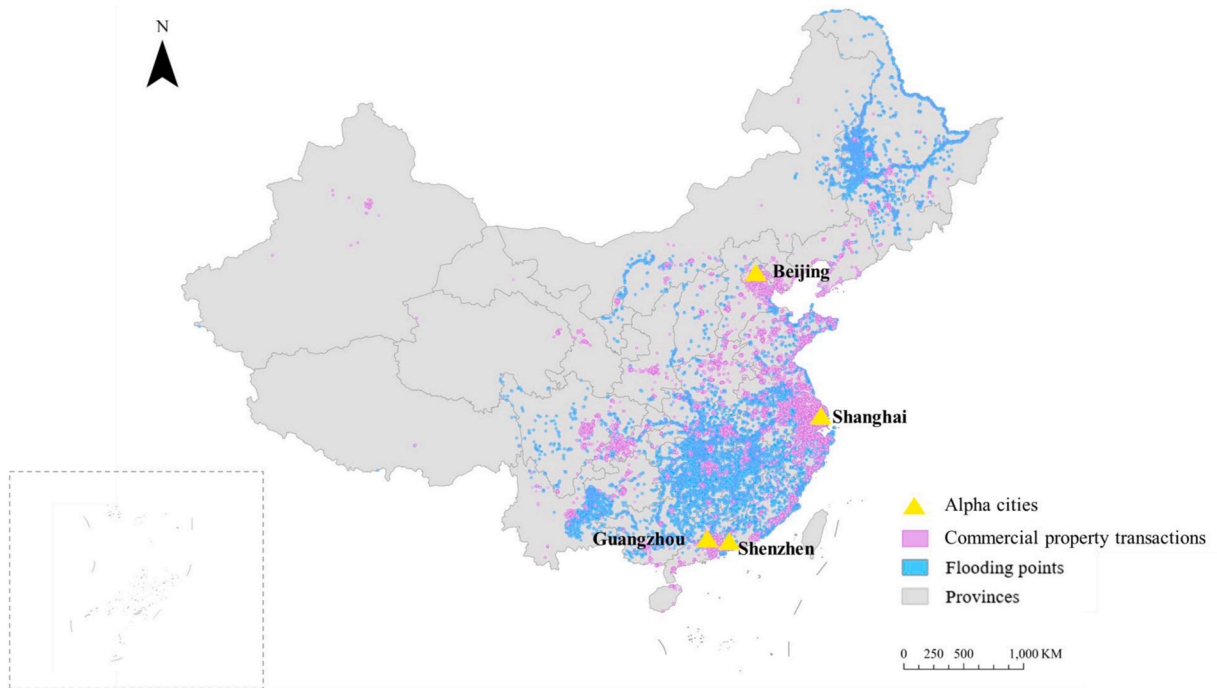 N
Beijing
Shanghai
Guangzhou
Shenzhen
Alpha cities
Commercial property transactions
Flooding points
Provinces
0 250 500 1,000 KM